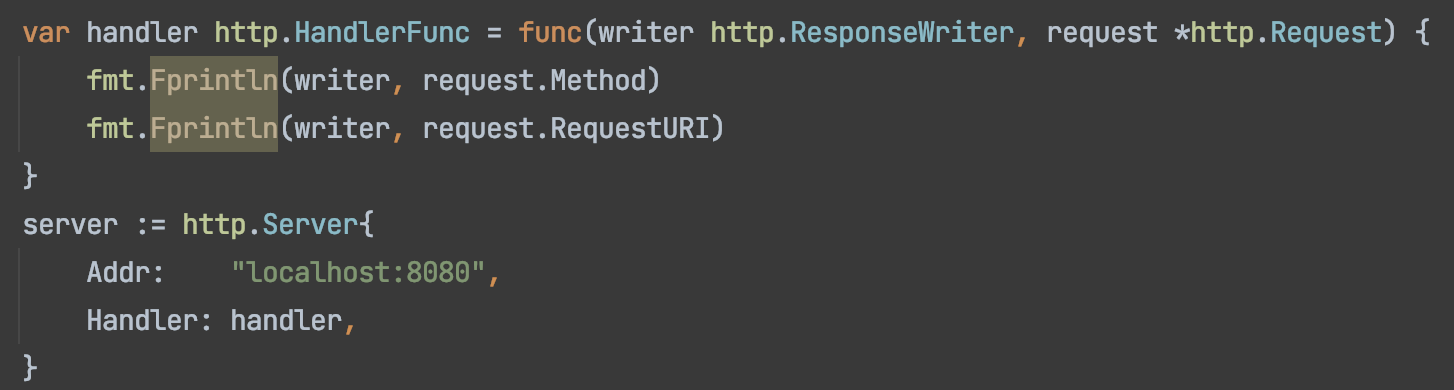 var handler http.HandlerFunc = func(writer http.ResponseWriter, request *http.Request) {
    fmt.Fprintln(writer, request.Method)
    fmt.Fprintln(writer, request.RequestURI)
}
server := http.Server{
    Addr:    "localhost:8080",
    Handler: handler,
}